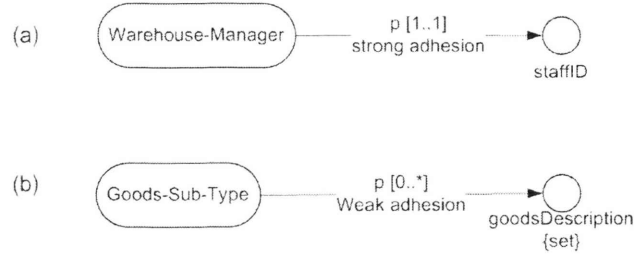 (a)
Warehouse-Manager
p [1..1]
strong adhesion
staffID
(b)
Goods-Sub-Type
p [0..*]
Weak adhesion
goodsDescription
{set}